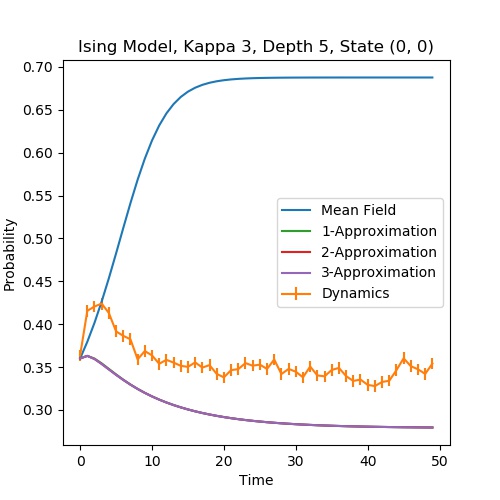 Ising Model, Kappa 3, Depth 5, State (0, 0)
0.70
0.65
0.60
0.55
0.50
0.45
0.40
0.35
0.30
Probability
Mean Field
1-Approximation
2-Approximation
3-Approximation
Dynamics
0 10 20 30 40 50
Time